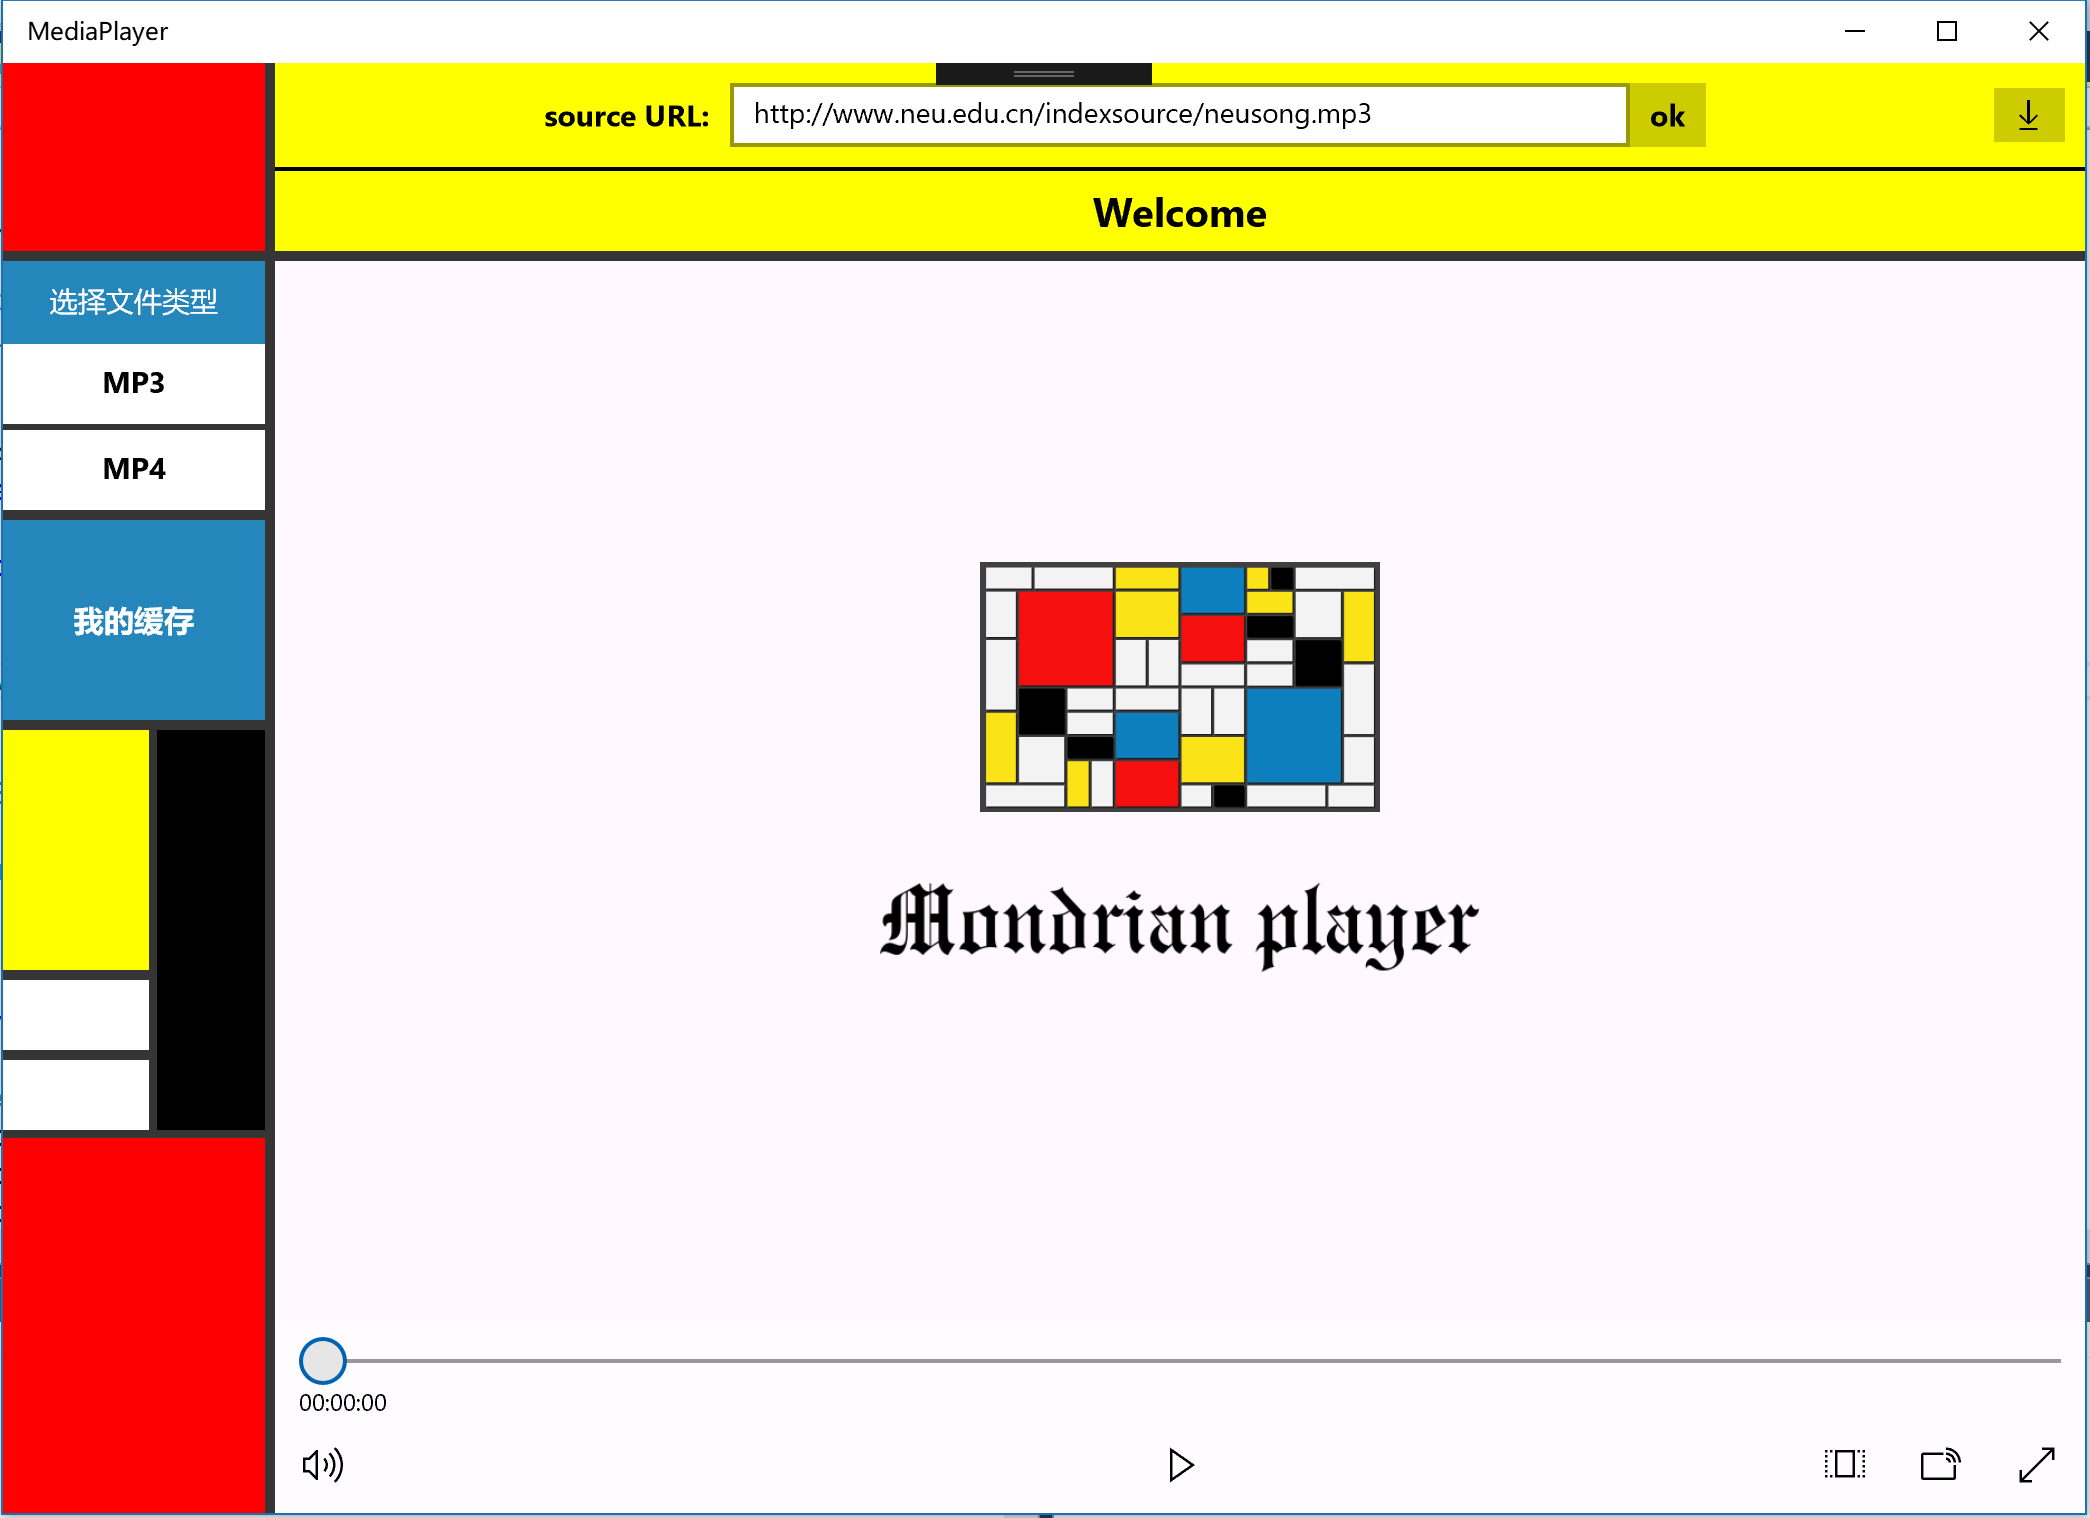 MediaPlayer
source URL: http://www.neu.edu.cn/indexsource/neusong.mp3 ok
Welcome
选择文件类型
MP3
MP4
我的缓存
Mondrian player
00:00:00